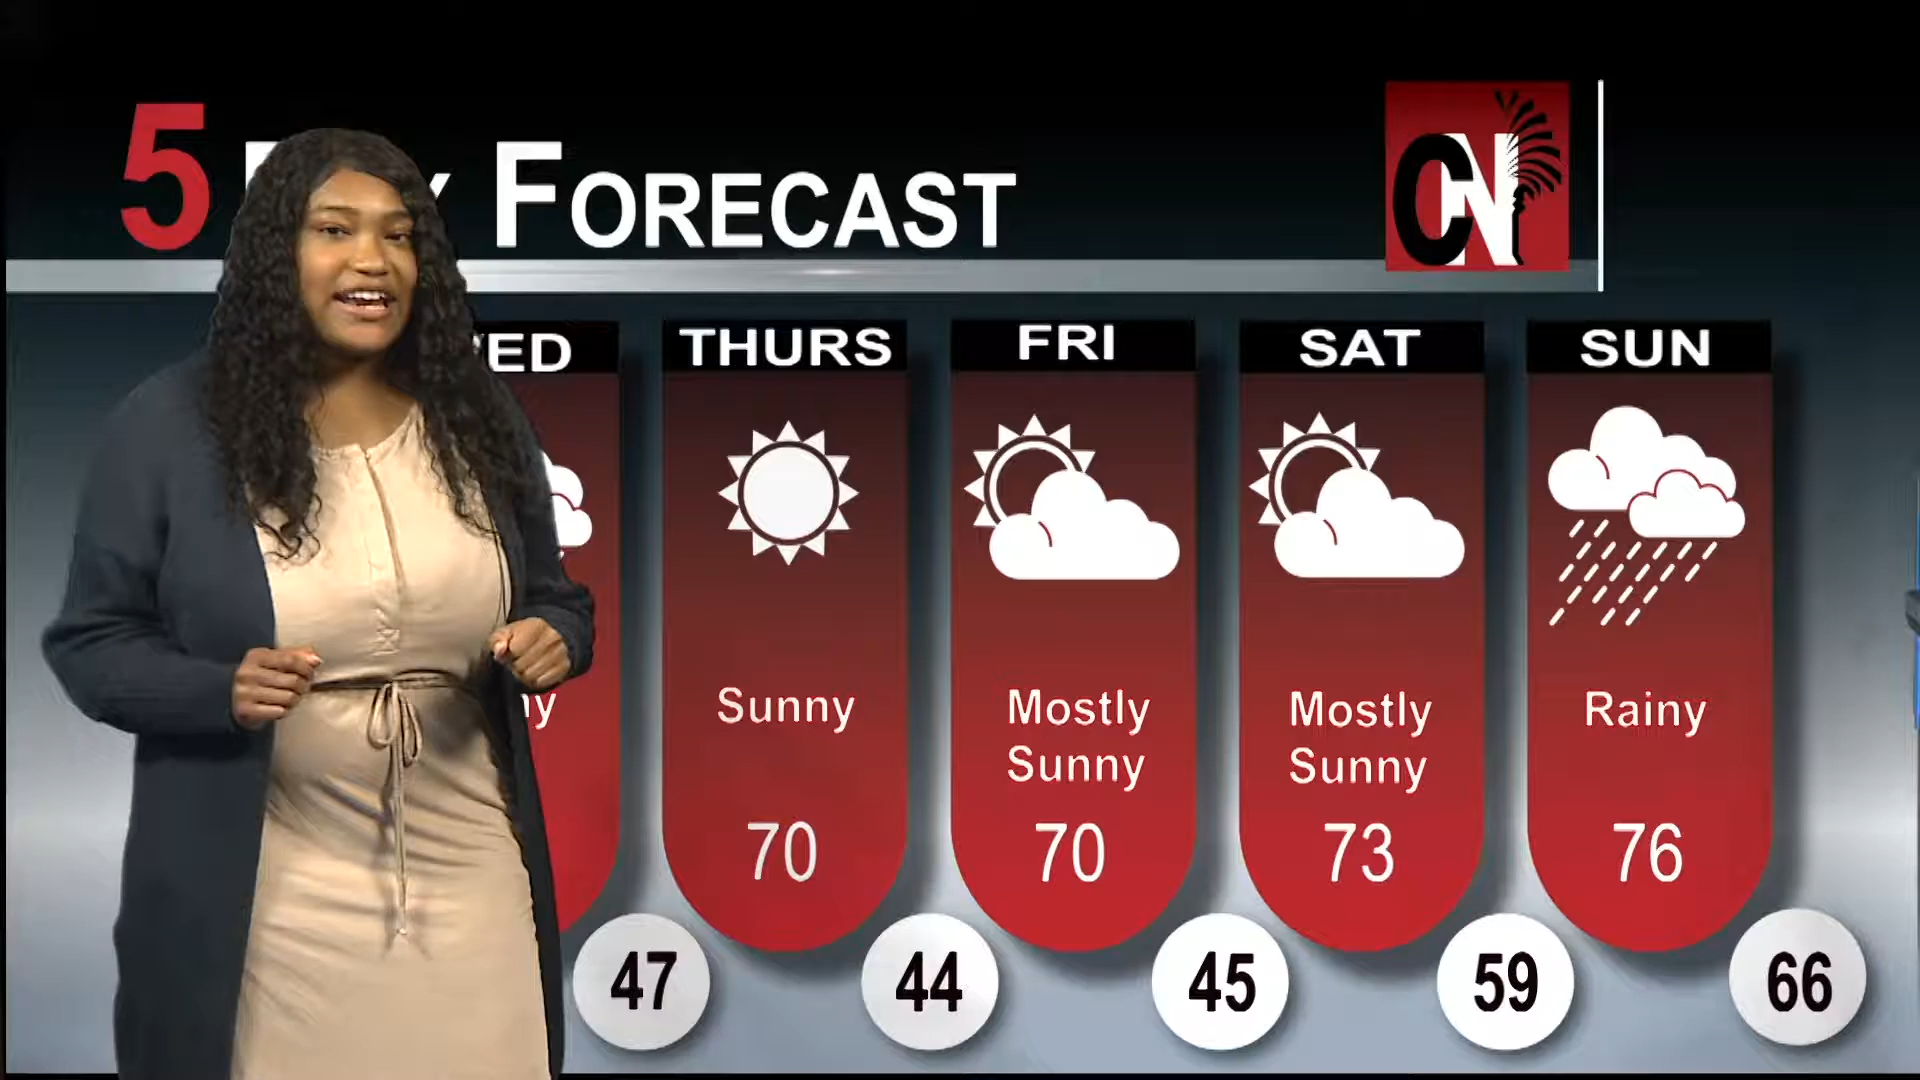 5 FORECAST
CN
THURS
FRI
SAT
SUN
Sunny
Mostly
Sunny
Mostly
Sunny
Rainy
70
70
73
76
47
44
45
59
66